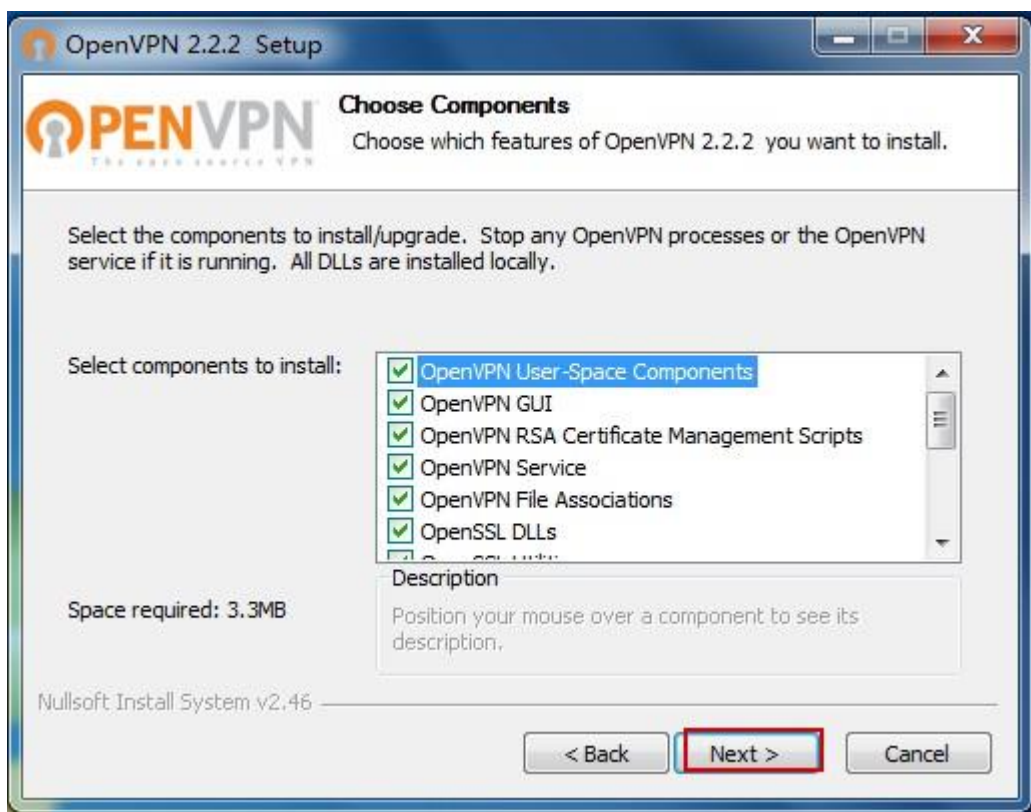 OpenVPN 2.2.2 Setup
OPENVPN
The open source VPN
Choose Components
Choose which features of OpenVPN 2.2.2 you want to install.
Select the components to install/upgrade. Stop any OpenVPN processes or the OpenVPN
service if it is running. All DLLs are installed locally.
Select components to install:
OpenVPN User-Space Components
OpenVPN GUI
OpenVPN RSA Certificate Management Scripts
OpenVPN Service
OpenVPN File Associations
OpenSSL DLLs
Space required: 3.3MB
Description
Position your mouse over a component to see its
description.
Nullsoft Install System v2.46
< Back
Next >
Cancel